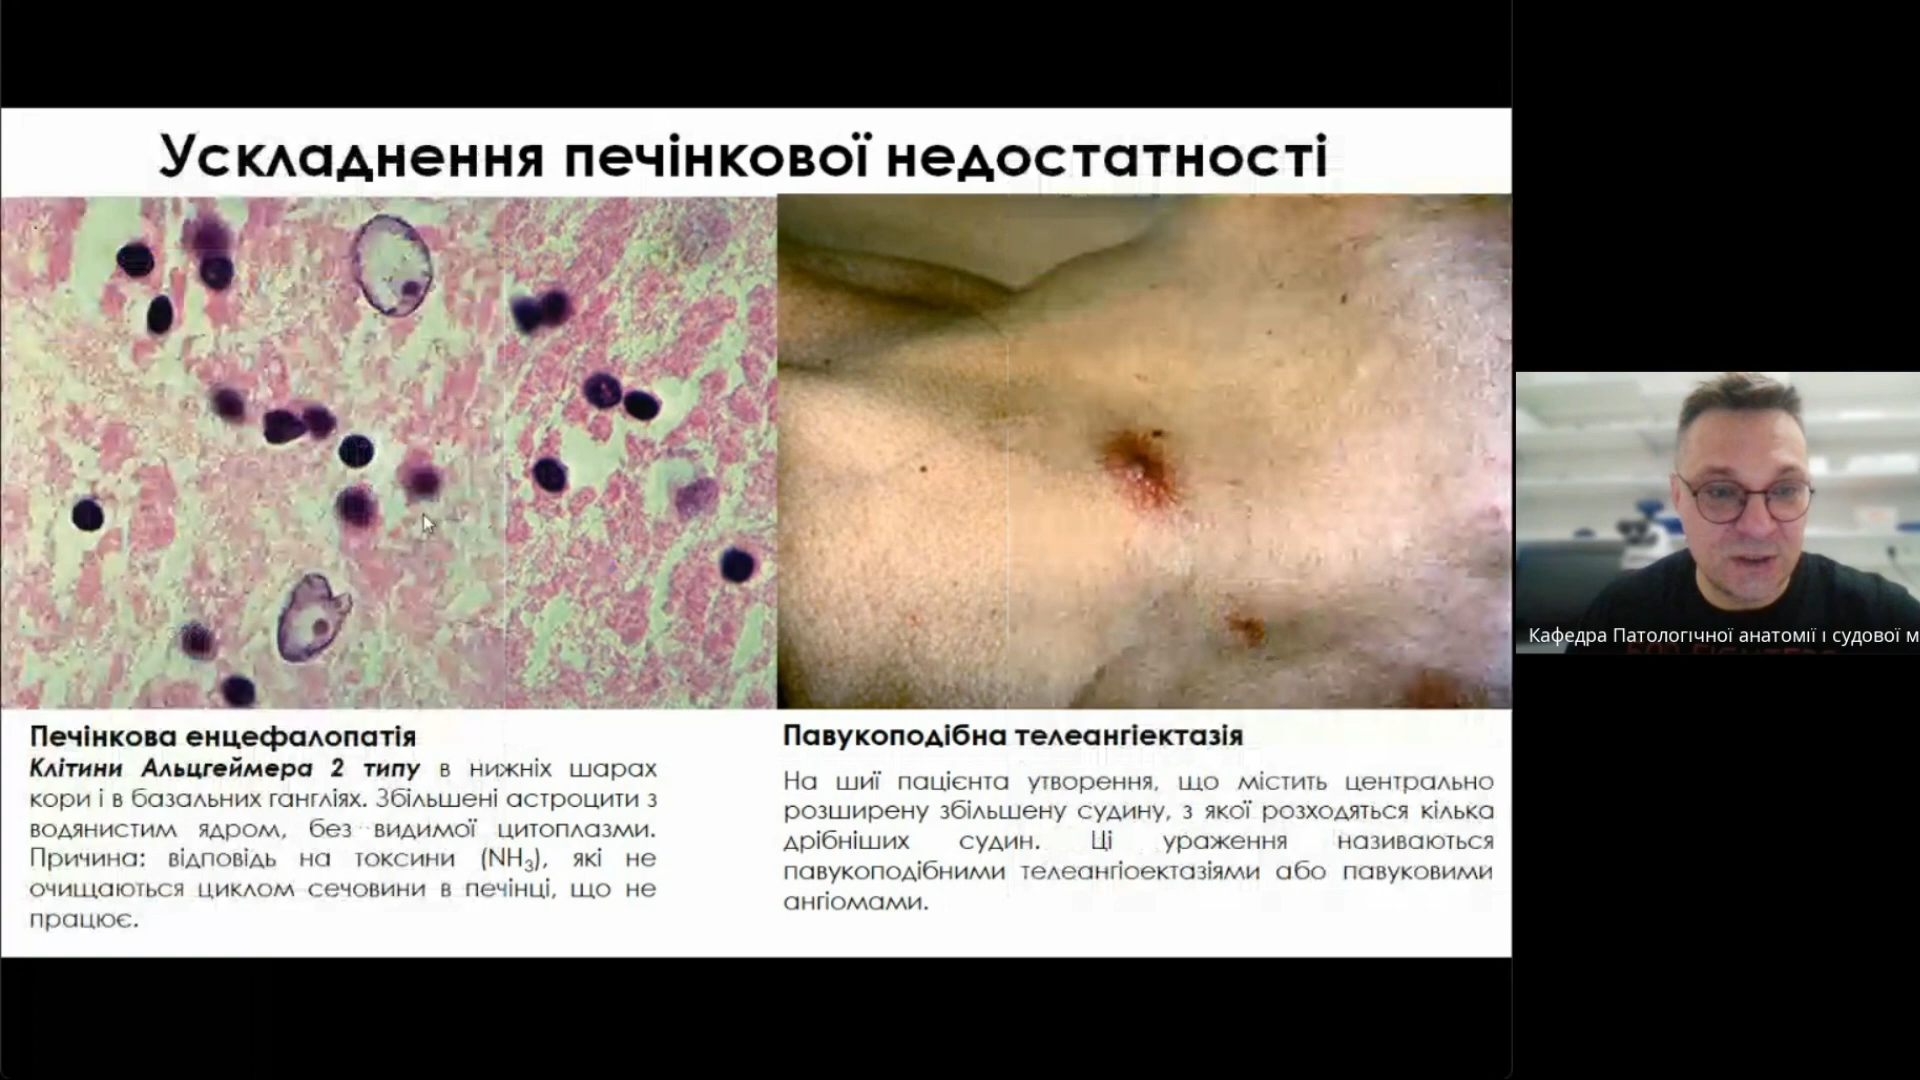 Ускладнення печінкової недостатності
Печінкова енцефалопатія
Клітини Альцгеймера 2 типу в нижніх шарах
кори і в базальних гангліях. Збільшені астроцити з
водянистим ядром, без видимої цитоплазми.
Причина: відповідь на токсини (NH₃), які не
очищаються циклом сечовини в печінці, що не
працює.
Павукоподібна телеангіектазія
На шиї пацієнта утворення, що містить центрально
розширену збільшену судину, з якої розходяться кілька
дрібніших судин. Ці ураження називаються
павукоподібними телеангіоектазіями або павуковими
ангіомами.
Кафедра Патологічної анатомії і судової м